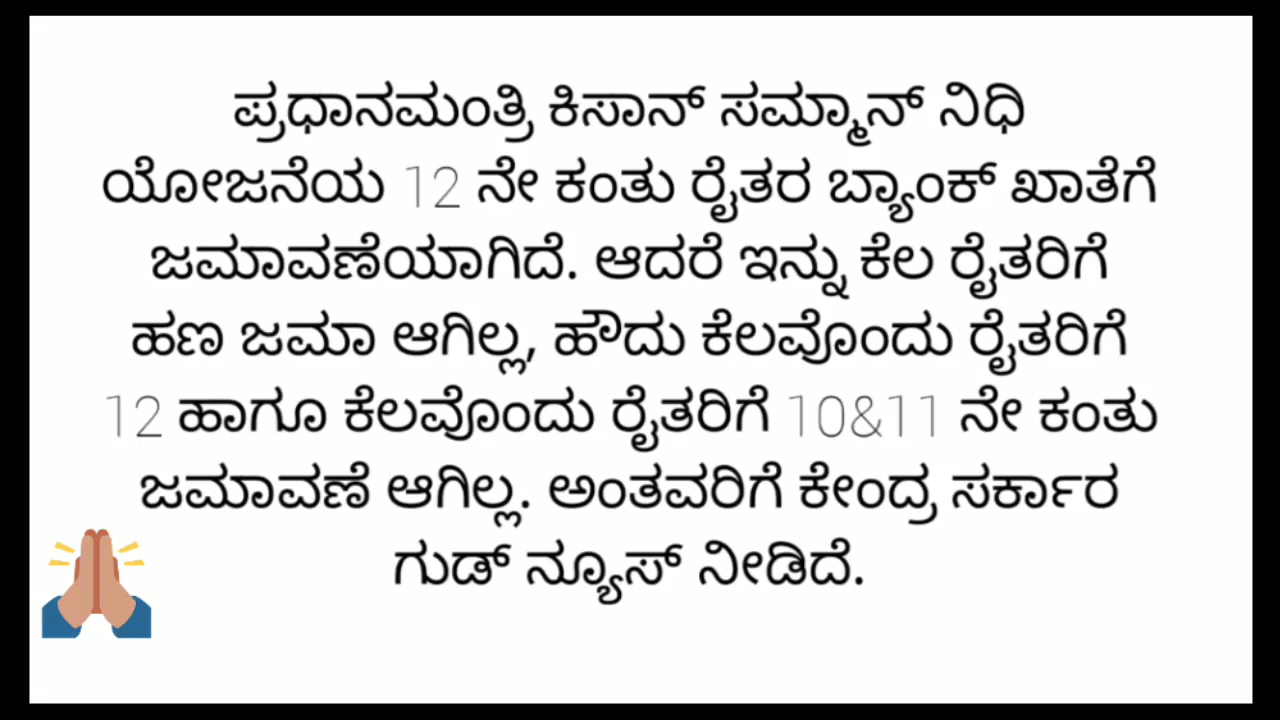 ಪ್ರಧಾನಮಂತ್ರಿ ಕಿಸಾನ್ ಸಮ್ಮಾನ್ ನಿಧಿ
ಯೋಜನೆಯ 12 ನೇ ಕಂತು ರೈತರ ಬ್ಯಾಂಕ್ ಖಾತೆಗೆ
ಜಮಾವಣೆಯಾಗಿದೆ. ಆದರೆ ಇನ್ನು ಕೆಲ ರೈತರಿಗೆ
ಹಣ ಜಮಾ ಆಗಿಲ್ಲ, ಹೌದು ಕೆಲವೊಂದು ರೈತರಿಗೆ
12 ಹಾಗೂ ಕೆಲವೊಂದು ರೈತರಿಗೆ 10&11 ನೇ ಕಂತು
ಜಮಾವಣೆ ಆಗಿಲ್ಲ. ಅಂತವರಿಗೆ ಕೇಂದ್ರ ಸರ್ಕಾರ
ಗುಡ್ ನ್ಯೂಸ್ ನೀಡಿದೆ.